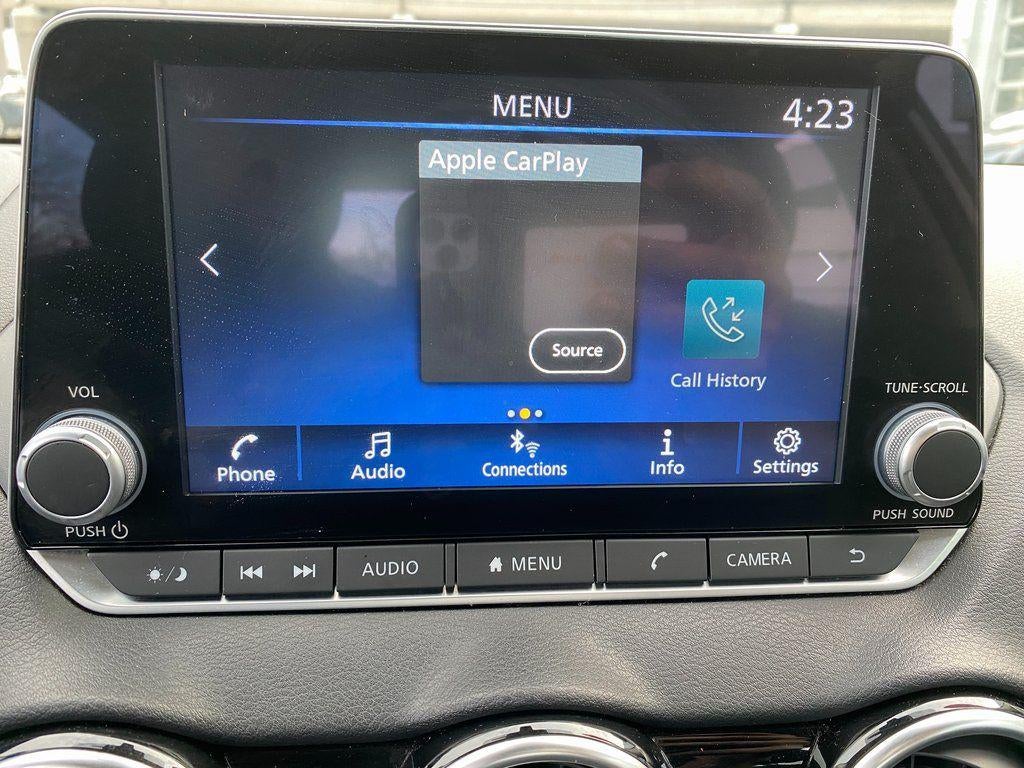 MENU
4:23
Apple CarPlay
Source
Call History
VOL
TUNE·SCROLL
Phone
Audio
Connections
Info
Settings
PUSH
PUSH SOUND
AUDIO
MENU
CAMERA